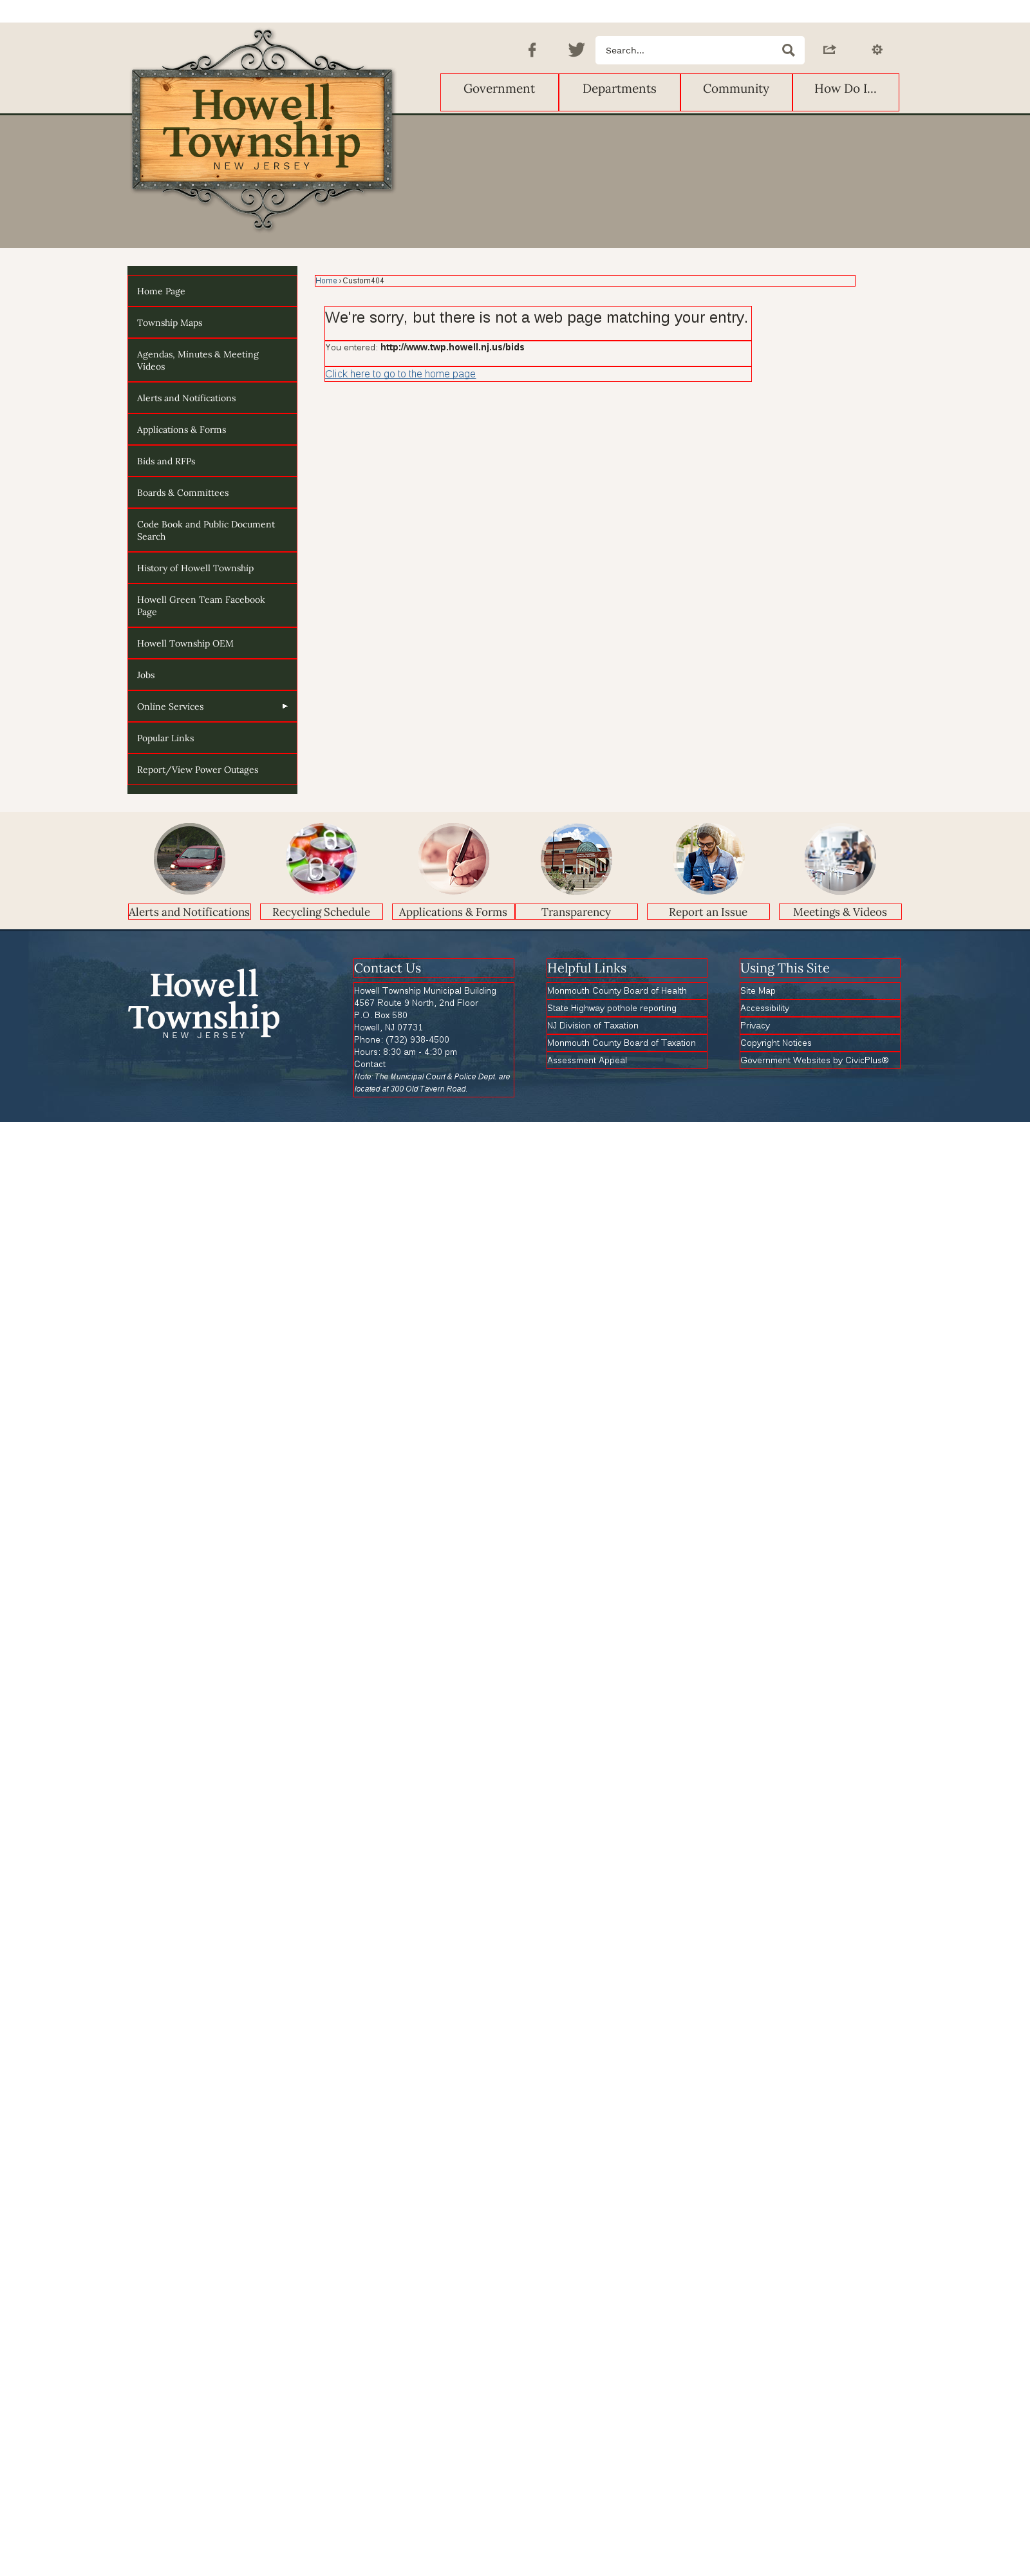 Howell
Township
NEW JERSEY
Search...
Government
Departments
Community
How Do I...
Home Page
Township Maps
Agendas, Minutes & Meeting
Videos
Alerts and Notifications
Applications & Forms
Bids and RFPs
Boards & Committees
Code Book and Public Document
Search
History of Howell Township
Howell Green Team Facebook
Page
Howell Township OEM
Jobs
Online Services
Popular Links
Report/View Power Outages
Home › Custom404
We're sorry, but there is not a web page matching your entry.
You entered: http://www.twp.howell.nj.us/bids
Click here to go to the home page
Alerts and Notifications
Recycling Schedule
Applications & Forms
Transparency
Report an Issue
Meetings & Videos
Howell
Township
NEW JERSEY
Contact Us
Howell Township Municipal Building
4567 Route 9 North, 2nd Floor
P.O. Box 580
Howell, NJ 07731
Phone: (732) 938-4500
Hours: 8:30 am - 4:30 pm
Contact
Note: The Municipal Court & Police Dept. are
located at 300 Old Tavern Road.
Helpful Links
Monmouth County Board of Health
State Highway pothole reporting
NJ Division of Taxation
Monmouth County Board of Taxation
Assessment Appeal
Using This Site
Site Map
Accessibility
Privacy
Copyright Notices
Government Websites by CivicPlus®